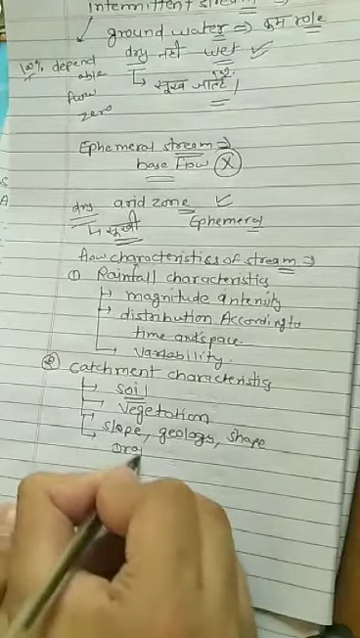 Intermittent stream ⇒
ground water ⇒ कम role
dry नही wet ✓
100% depend
able
↳ सूख जाते है।
flow
zero
Ephemeral stream ⇒
base flow (X)
dry arid zone ✓
↳ सूखी Ephemeral
flow characteristics of stream ⇒
① Rainfall characteristics
magnitude intensity
distribution According to
time and space.
Variability.
② Catchment characteristics
Soil
Vegetation
Slope, geology, shape
Dra